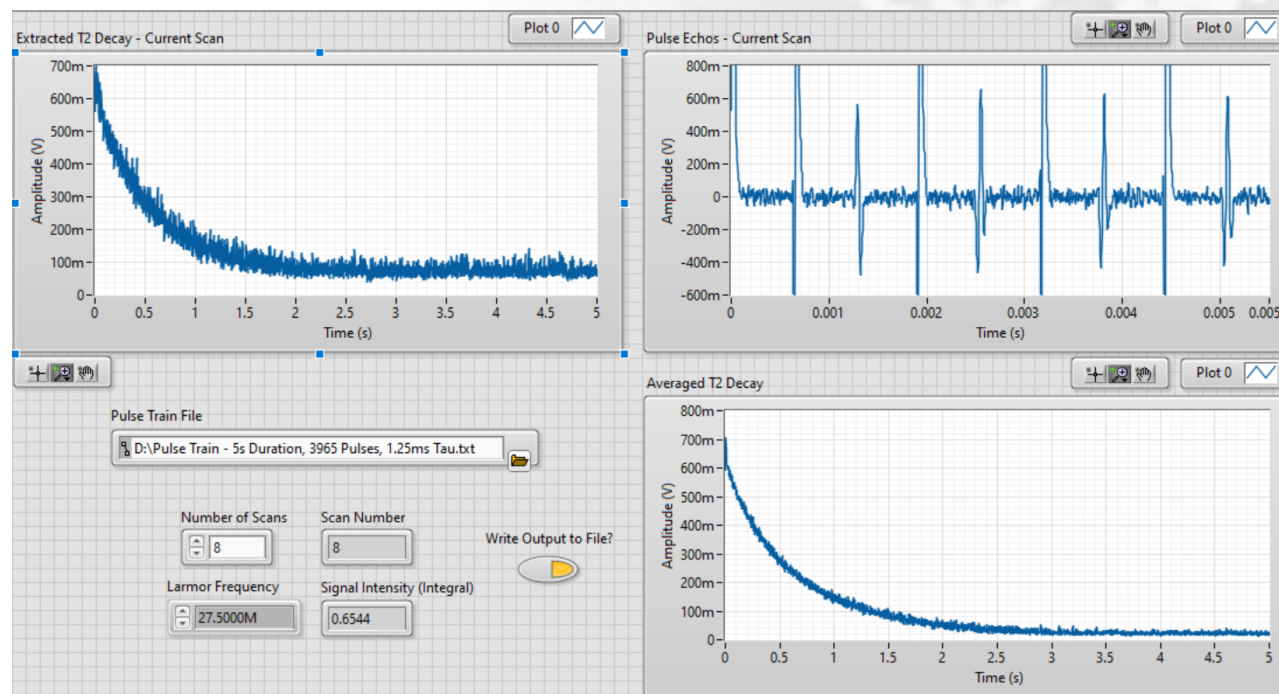 Extracted T2 Decay - Current Scan
Plot 0
700m
600m
500m
400m
300m
200m
100m
0
Amplitude (V)
0 0.5 1 1.5 2 2.5 3 3.5 4 4.5 5
Time (s)
Pulse Echos - Current Scan
Plot 0
800m
600m
400m
200m
0
-200m
-400m
-600m
Amplitude (V)
0 0.001 0.002 0.003 0.004 0.005 0.005
Time (s)
Pulse Train File
D:\Pulse Train - 5s Duration, 3965 Pulses, 1.25ms Tau.txt
Number of Scans
8
Scan Number
8
Write Output to File?
Larmor Frequency
27.5000M
Signal Intensity (Integral)
0.6544
Averaged T2 Decay
Plot 0
800m
700m
600m
500m
400m
300m
200m
100m
0
Amplitude (V)
0 0.5 1 1.5 2 2.5 3 3.5 4 4.5 5
Time (s)